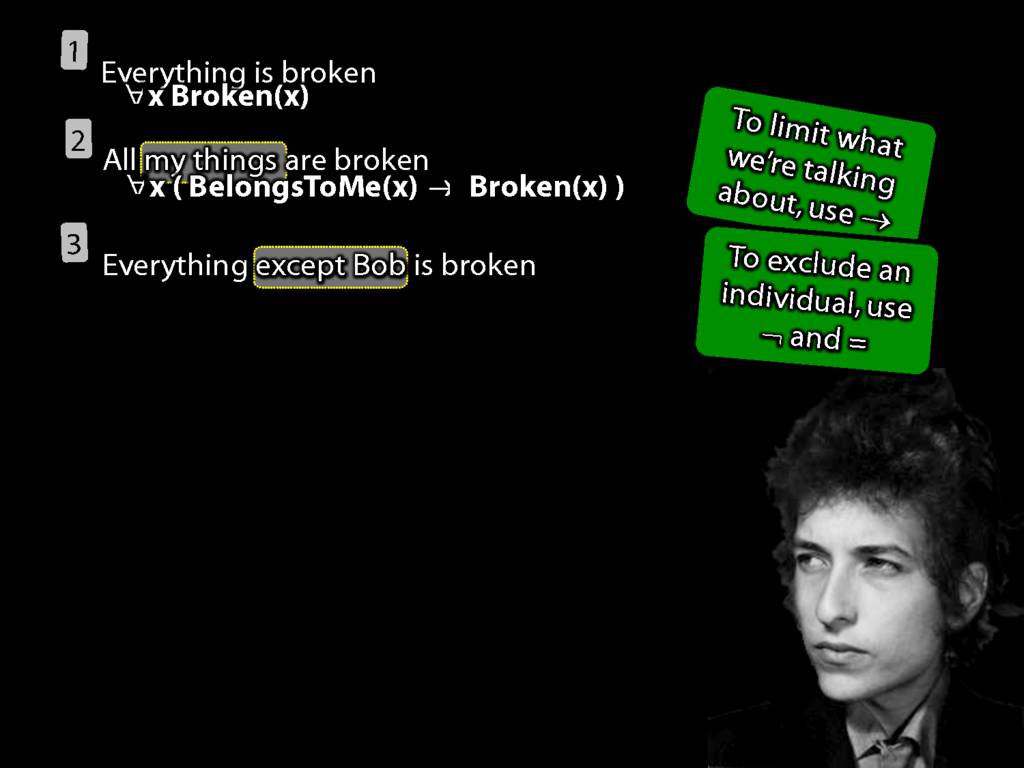 1
Everything is broken
∀x Broken(x)
2
All my things are broken
∀x ( BelongsToMe(x) → Broken(x) )
3
Everything except Bob is broken
To limit what
we're talking
about, use →
To exclude an
individual, use
¬ and =